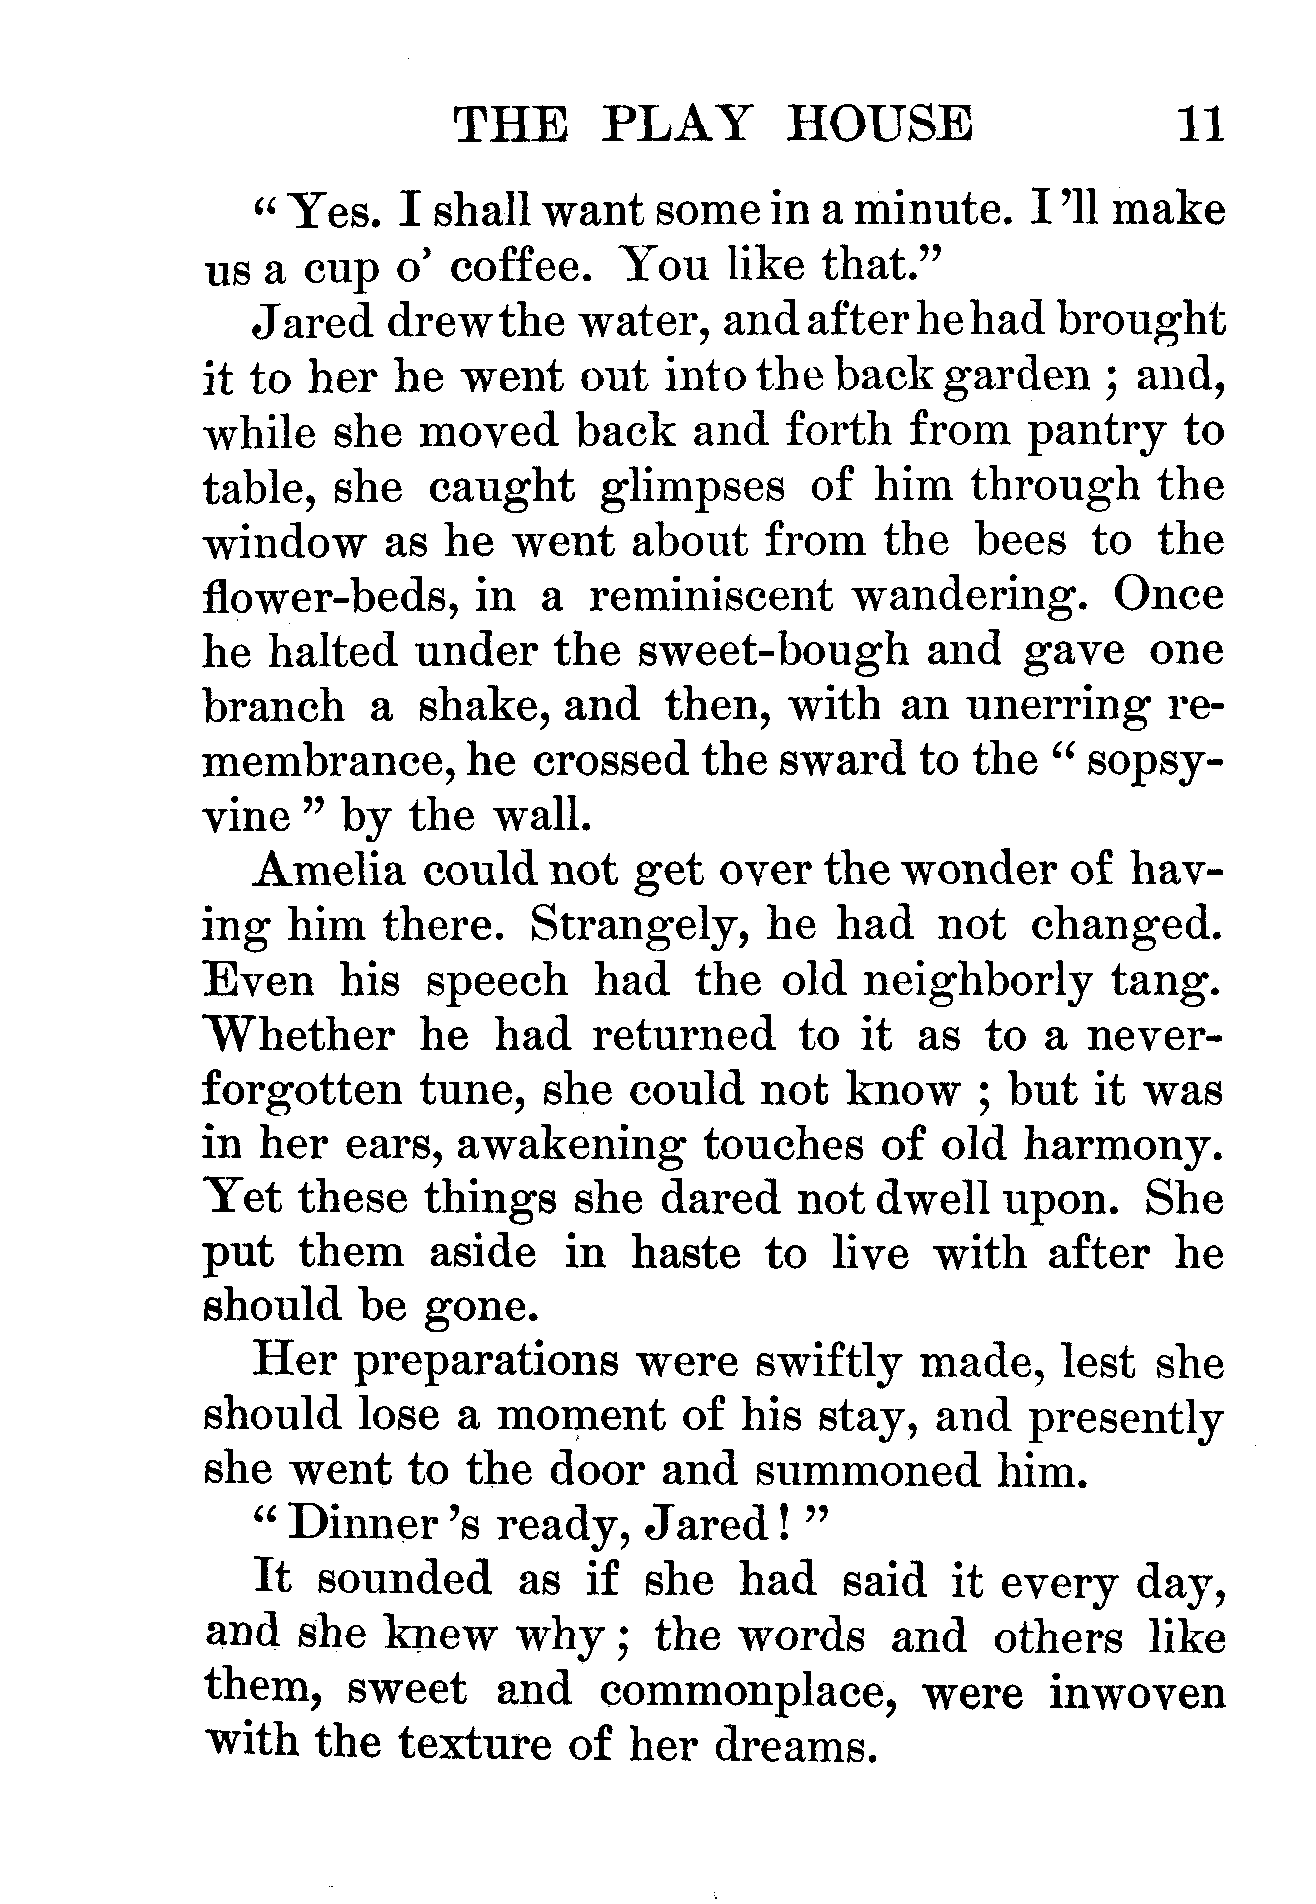 THE PLAY HOUSE 11
“ Yes. I shall want some in a minute. I ’ll make
us a cup o’ coffee. You like that.”
Jared drew the water, and after he had brought
it to her he went out into the back garden ; and,
while she moved back and forth from pantry to
table, she caught glimpses of him through the
window as he went about from the bees to the
flower-beds, in a reminiscent wandering. Once
he halted under the sweet-bough and gave one
branch a shake, and then, with an unerring re-
membrance, he crossed the sward to the “ sopsy-
vine ” by the wall.
Amelia could not get over the wonder of hav-
ing him there. Strangely, he had not changed.
Even his speech had the old neighborly tang.
Whether he had returned to it as to a never-
forgotten tune, she could not know ; but it was
in her ears, awakening touches of old harmony.
Yet these things she dared not dwell upon. She
put them aside in haste to live with after he
should be gone.
Her preparations were swiftly made, lest she
should lose a moment of his stay, and presently
she went to the door and summoned him.
“ Dinner ’s ready, Jared ! ”
It sounded as if she had said it every day,
and she knew why ; the words and others like
them, sweet and commonplace, were inwoven
with the texture of her dreams.